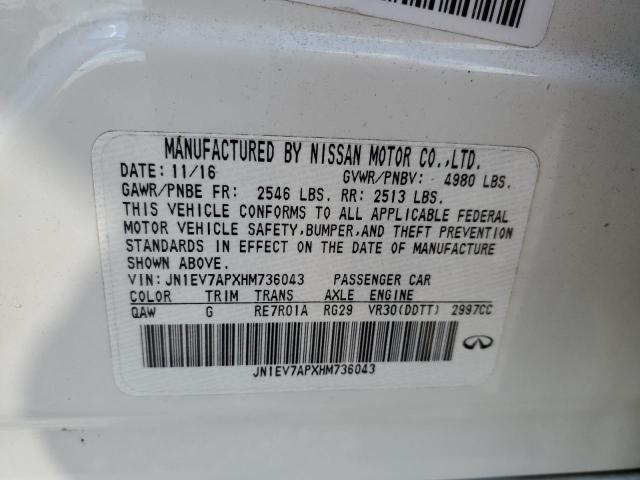 MANUFACTURED BY NISSAN MOTOR CO.,LTD.
DATE: 11/16 GVWR/PNBV: 4980 LBS.
GAWR/PNBE FR: 2546 LBS. RR: 2513 LBS.
THIS VEHICLE CONFORMS TO ALL APPLICABLE FEDERAL
MOTOR VEHICLE SAFETY,BUMPER,AND THEFT PREVENTION
STANDARDS IN EFFECT ON THE DATE OF MANUFACTURE
SHOWN ABOVE.
VIN: JN1EV7APXHM736043 PASSENGER CAR
COLOR TRIM TRANS AXLE ENGINE
QAW G RE7R01A RG29 VR30(DDTT) 2997CC
JN1EV7APXHM736043